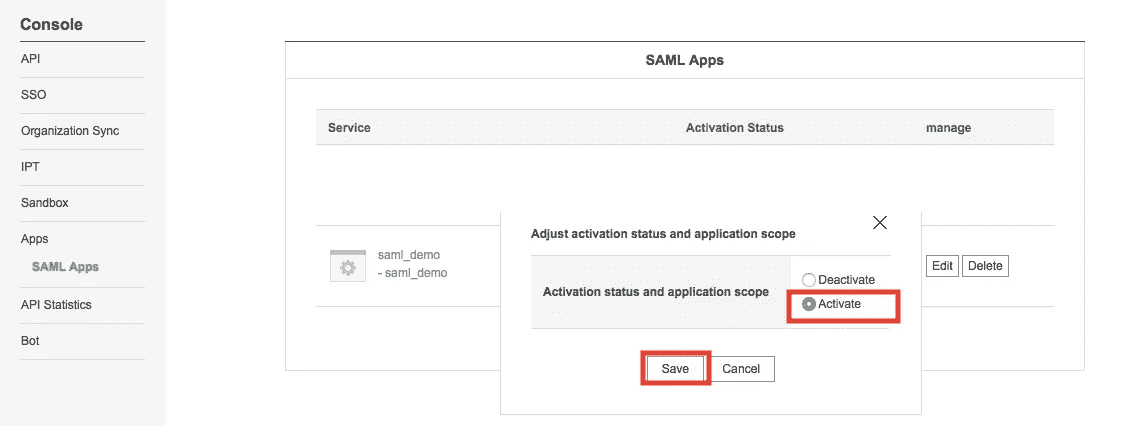 Console
API
SSO
Organization Sync
IPT
Sandbox
Apps
SAML Apps
API Statistics
Bot
SAML Apps
Service Activation Status manage
saml_demo
- saml_demo
Edit Delete
Adjust activation status and application scope
Activation status and application scope
Deactivate
Activate
Save Cancel